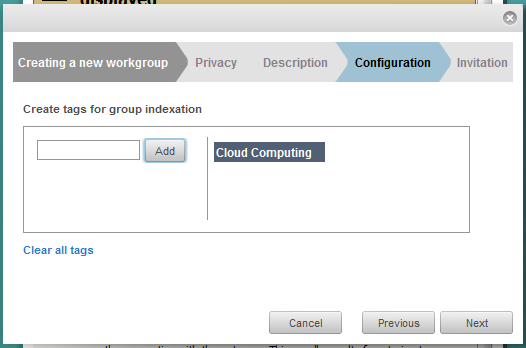 displayed
Creating a new workgroup Privacy Description Configuration Invitation
Create tags for group indexation
Add Cloud Computing
Clear all tags
Cancel Previous Next